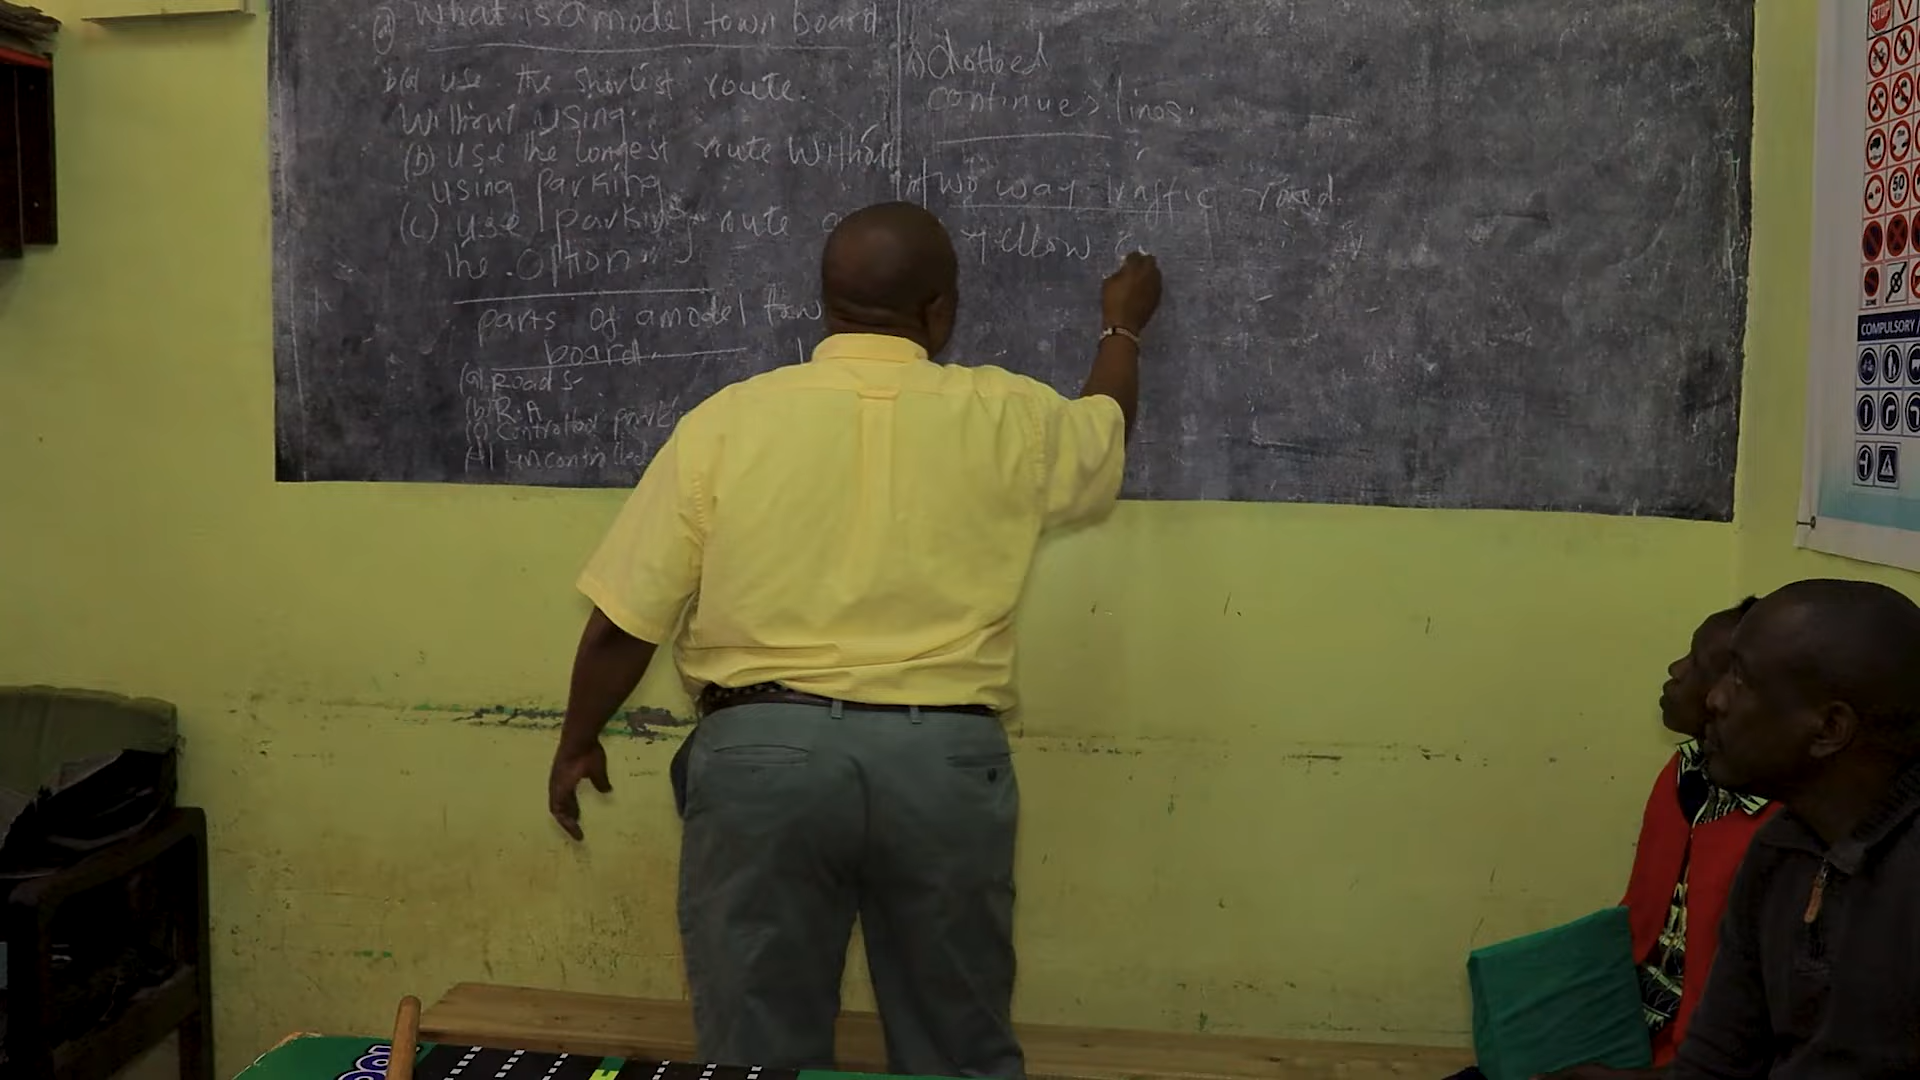 (a) What is a model town board
b(a) use the shortest route.
Without using.
(b) Use the longest route Without
using parking
(c) use parking route
the option.
parts of a model town
board
(a) Roads
(b) R.A
(c) Controlled
(d) uncontrolled
dotted
continues lines.
two way traffic road.
yellow
STOP
50
ZONE
COMPULSORY /